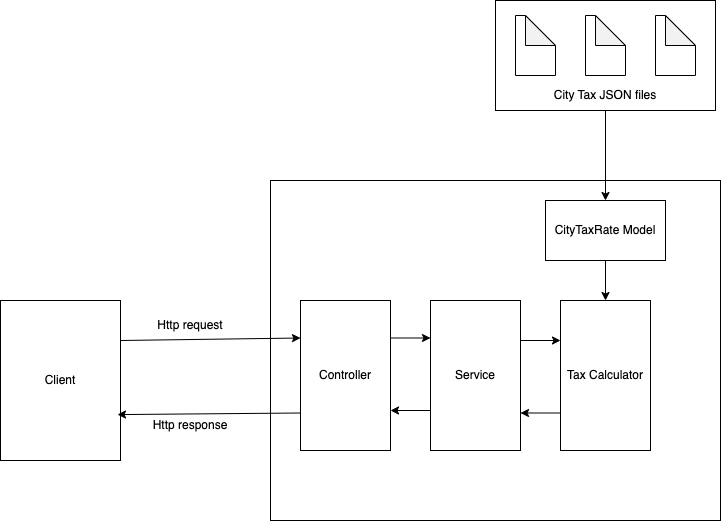 City Tax JSON files
CityTaxRate Model
Http request
Client
Controller
Service
Tax Calculator
Http response